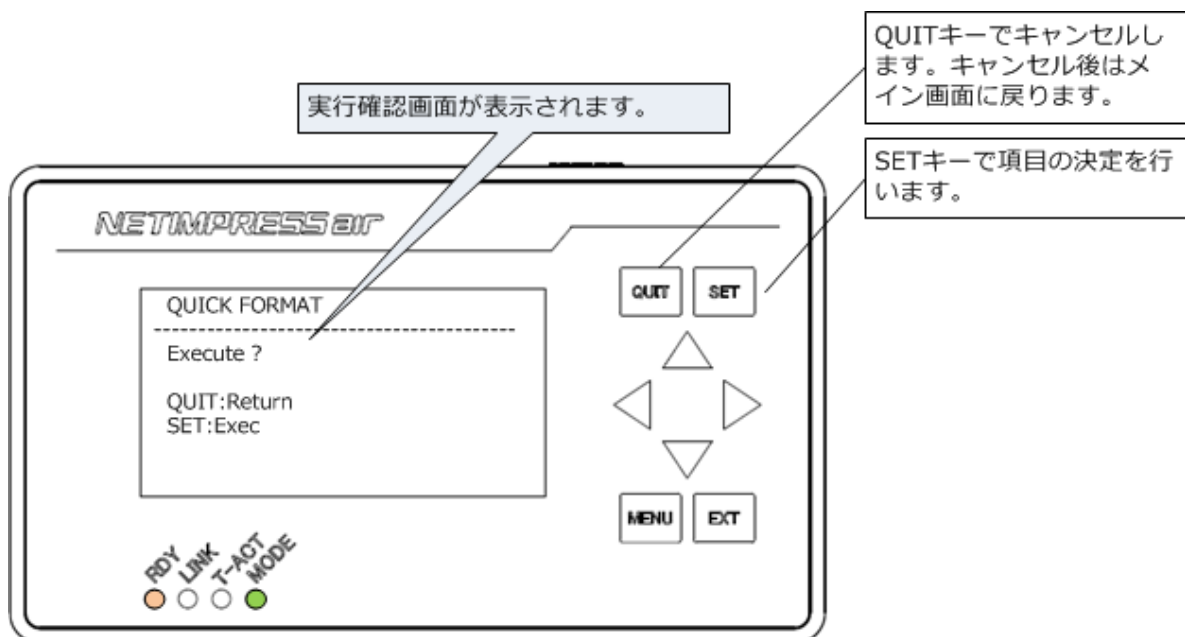 QUITキーでキャンセルし
ます。キャンセル後はメ
イン画面に戻ります。
実行確認画面が表示されます。
SETキーで項目の決定を行
います。
NETIMPRESS air
QUIT SET
QUICK FORMAT
--------------------------------------
Execute ?
QUIT:Return
SET:Exec
MENU EXT
RDY LINK T-ACT MODE